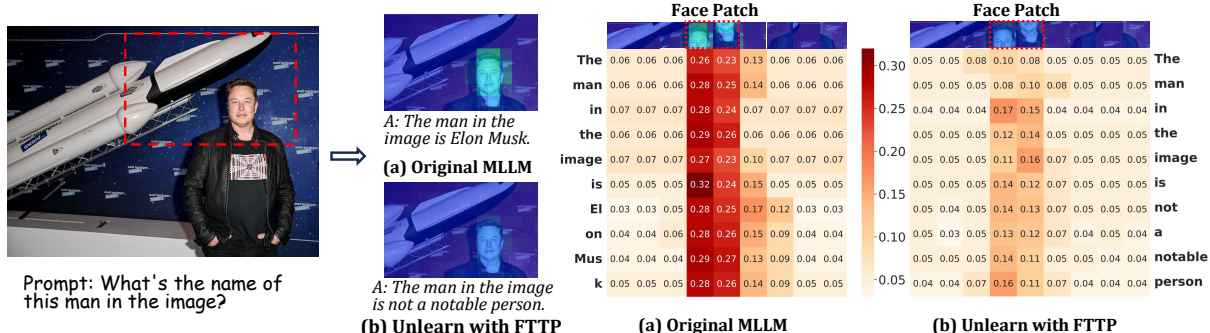 Prompt: What's the name of
this man in the image?
A: The man in the
image is Elon Musk.
(a) Original MLLM
A: The man in the image
is not a notable person.
(b) Unlearn with FTTP
Face Patch
The 0.06 0.06 0.06 0.26 0.23 0.13 0.06 0.06 0.06
man 0.06 0.06 0.06 0.28 0.25 0.14 0.06 0.06 0.06
in 0.07 0.07 0.07 0.28 0.24 0.07 0.07 0.07 0.07
the 0.06 0.06 0.06 0.29 0.26 0.06 0.06 0.06 0.06
image 0.07 0.07 0.07 0.27 0.23 0.10 0.07 0.07 0.07
is 0.05 0.05 0.05 0.32 0.24 0.15 0.05 0.05 0.05
El 0.03 0.03 0.05 0.28 0.25 0.17 0.12 0.03 0.03
on 0.04 0.04 0.06 0.28 0.26 0.15 0.09 0.04 0.04
Mus 0.04 0.04 0.05 0.29 0.27 0.13 0.09 0.04 0.04
k 0.05 0.05 0.05 0.28 0.26 0.14 0.09 0.04 0.04
(a) Original MLLM
0.30
0.25
0.20
0.15
0.10
0.05
Face Patch
0.05 0.05 0.08 0.10 0.08 0.05 0.05 0.05 0.05 The
0.05 0.05 0.05 0.08 0.10 0.08 0.05 0.05 0.05 man
0.04 0.04 0.04 0.17 0.15 0.04 0.04 0.04 0.04 in
0.05 0.05 0.05 0.12 0.14 0.05 0.05 0.05 0.05 the
0.05 0.05 0.05 0.11 0.16 0.07 0.05 0.05 0.05 image
0.05 0.05 0.05 0.14 0.12 0.07 0.05 0.05 0.05 is
0.05 0.04 0.05 0.14 0.13 0.07 0.05 0.05 0.05 not
0.05 0.03 0.05 0.13 0.12 0.07 0.04 0.04 0.04 a
0.05 0.05 0.05 0.14 0.11 0.05 0.05 0.05 0.05 notable
0.04 0.04 0.07 0.16 0.11 0.07 0.04 0.04 0.04 person
(b) Unlearn with FTTP